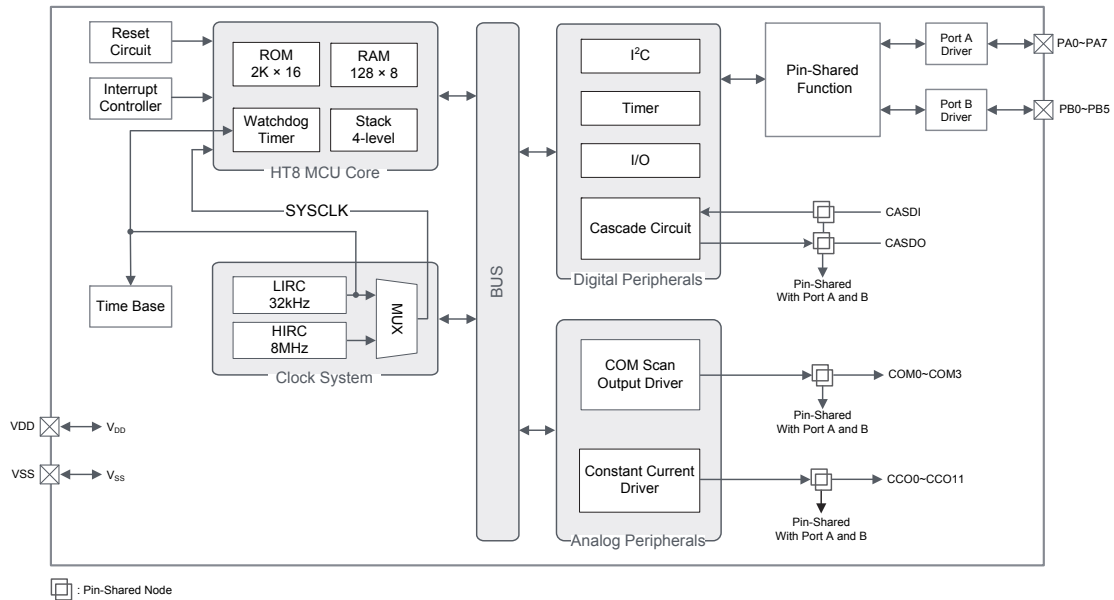 Reset
Circuit
Interrupt
Controller
ROM
2K × 16
RAM
128 × 8
Watchdog
Timer
Stack
4-level
HT8 MCU Core
SYSCLK
Time Base
LIRC
32kHz
HIRC
8MHz
MUX
Clock System
VDD
V_DD
VSS
V_SS
BUS
I²C
Timer
I/O
Cascade Circuit
Digital Peripherals
Pin-Shared
Function
Port A
Driver
PA0~PA7
Port B
Driver
PB0~PB5
CASDI
CASDO
Pin-Shared
With Port A and B
COM Scan
Output Driver
COM0~COM3
Pin-Shared
With Port A and B
Constant Current
Driver
CCO0~CCO11
Pin-Shared
With Port A and B
Analog Peripherals
: Pin-Shared Node